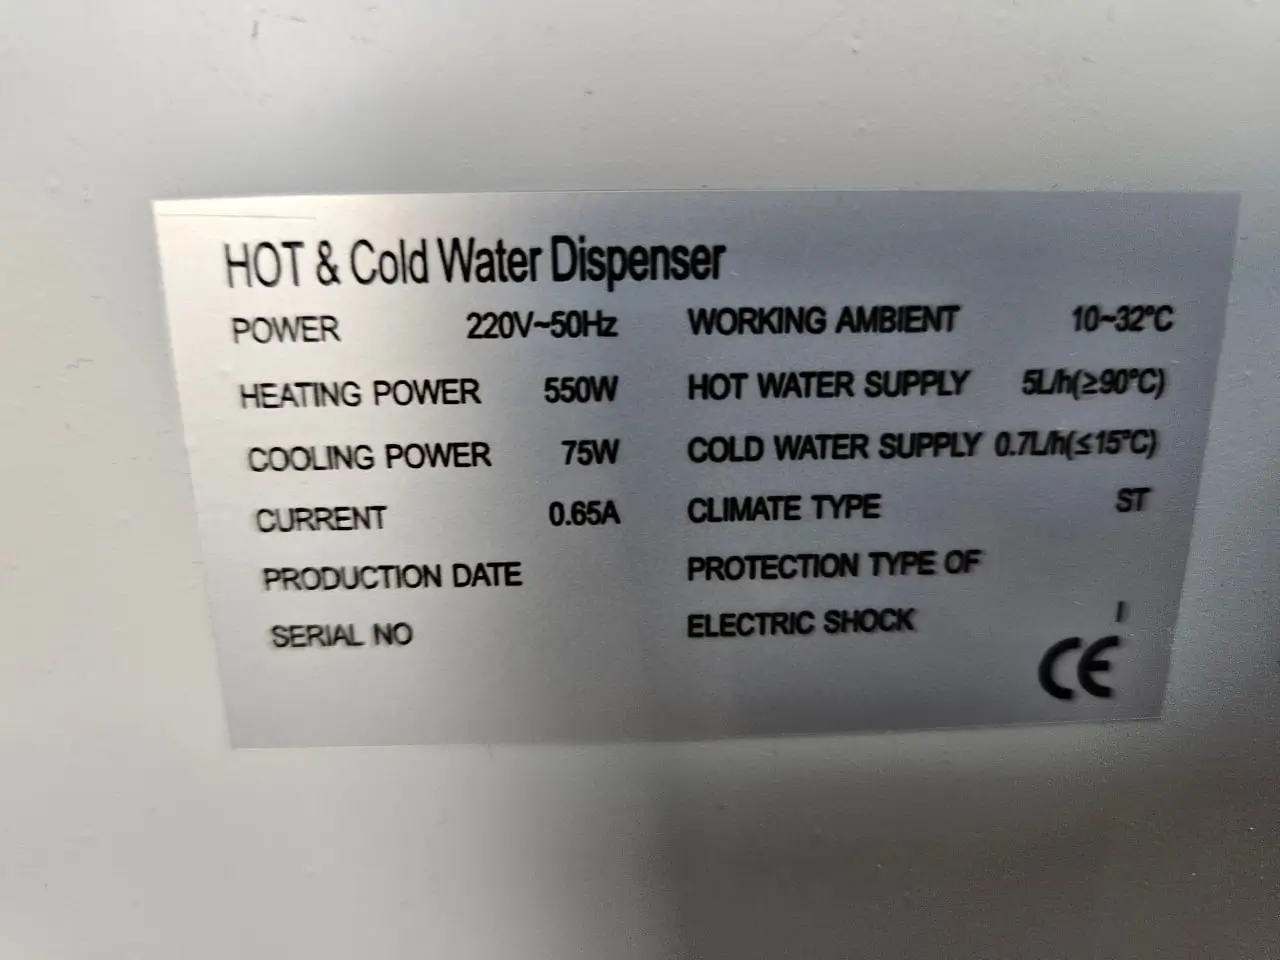 HOT & Cold Water Dispenser
POWER 220V~50Hz
HEATING POWER 550W
COOLING POWER 75W
CURRENT 0.65A
PRODUCTION DATE
SERIAL NO
WORKING AMBIENT 10~32°C
HOT WATER SUPPLY 5L/h(≥90°C)
COLD WATER SUPPLY 0.7L/h(≤15°C)
CLIMATE TYPE ST
PROTECTION TYPE OF
ELECTRIC SHOCK I
CE